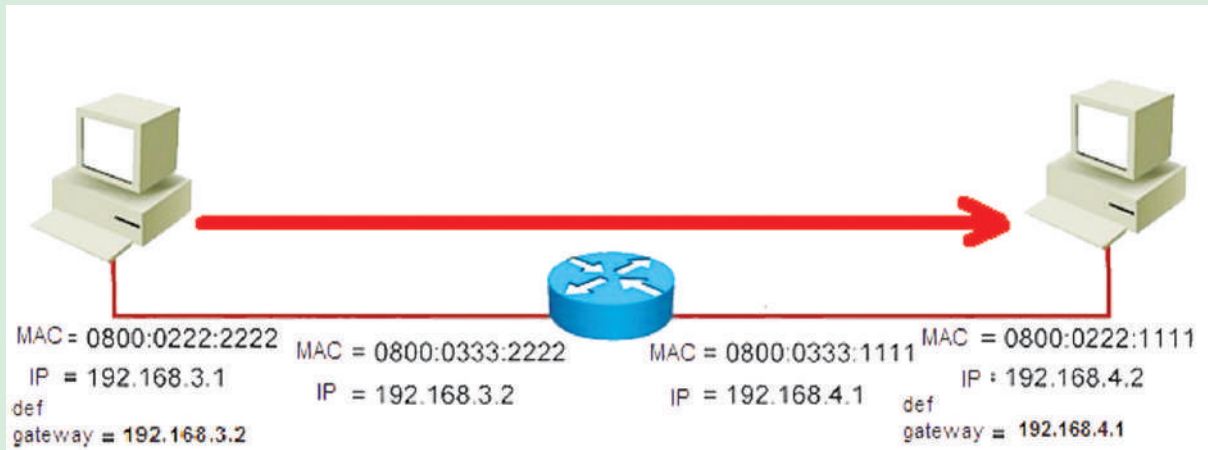 MAC = 0800:0222:2222
IP = 192.168.3.1
def
gateway = 192.168.3.2
MAC = 0800:0333:2222
IP = 192.168.3.2
MAC = 0800:0333:1111
IP = 192.168.4.1
MAC = 0800:0222:1111
IP : 192.168.4.2
def
gateway = 192.168.4.1